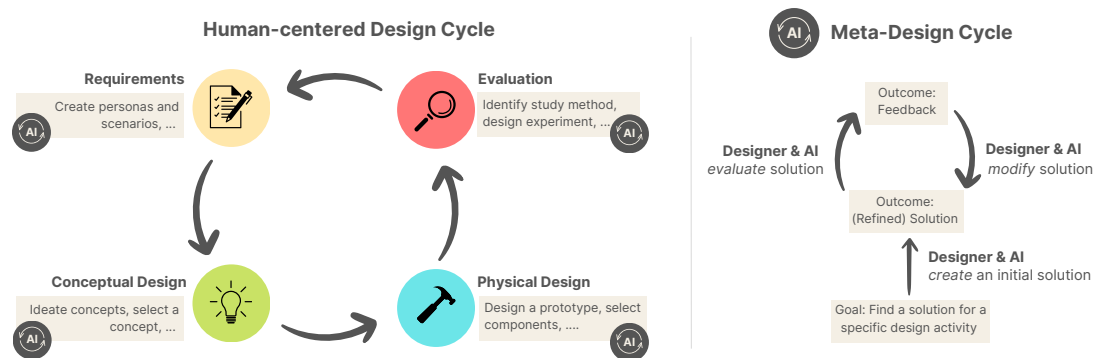 Human-centered Design Cycle
Requirements
Create personas and
scenarios, ...
AI
Evaluation
Identify study method,
design experiment, ...
AI
Conceptual Design
Ideate concepts, select a
concept, ...
AI
Physical Design
Design a prototype, select
components, ....
AI
AI
Meta-Design Cycle
Outcome:
Feedback
Designer & AI
evaluate solution
Designer & AI
modify solution
Outcome:
(Refined) Solution
Designer & AI
create an initial solution
Goal: Find a solution for a
specific design activity